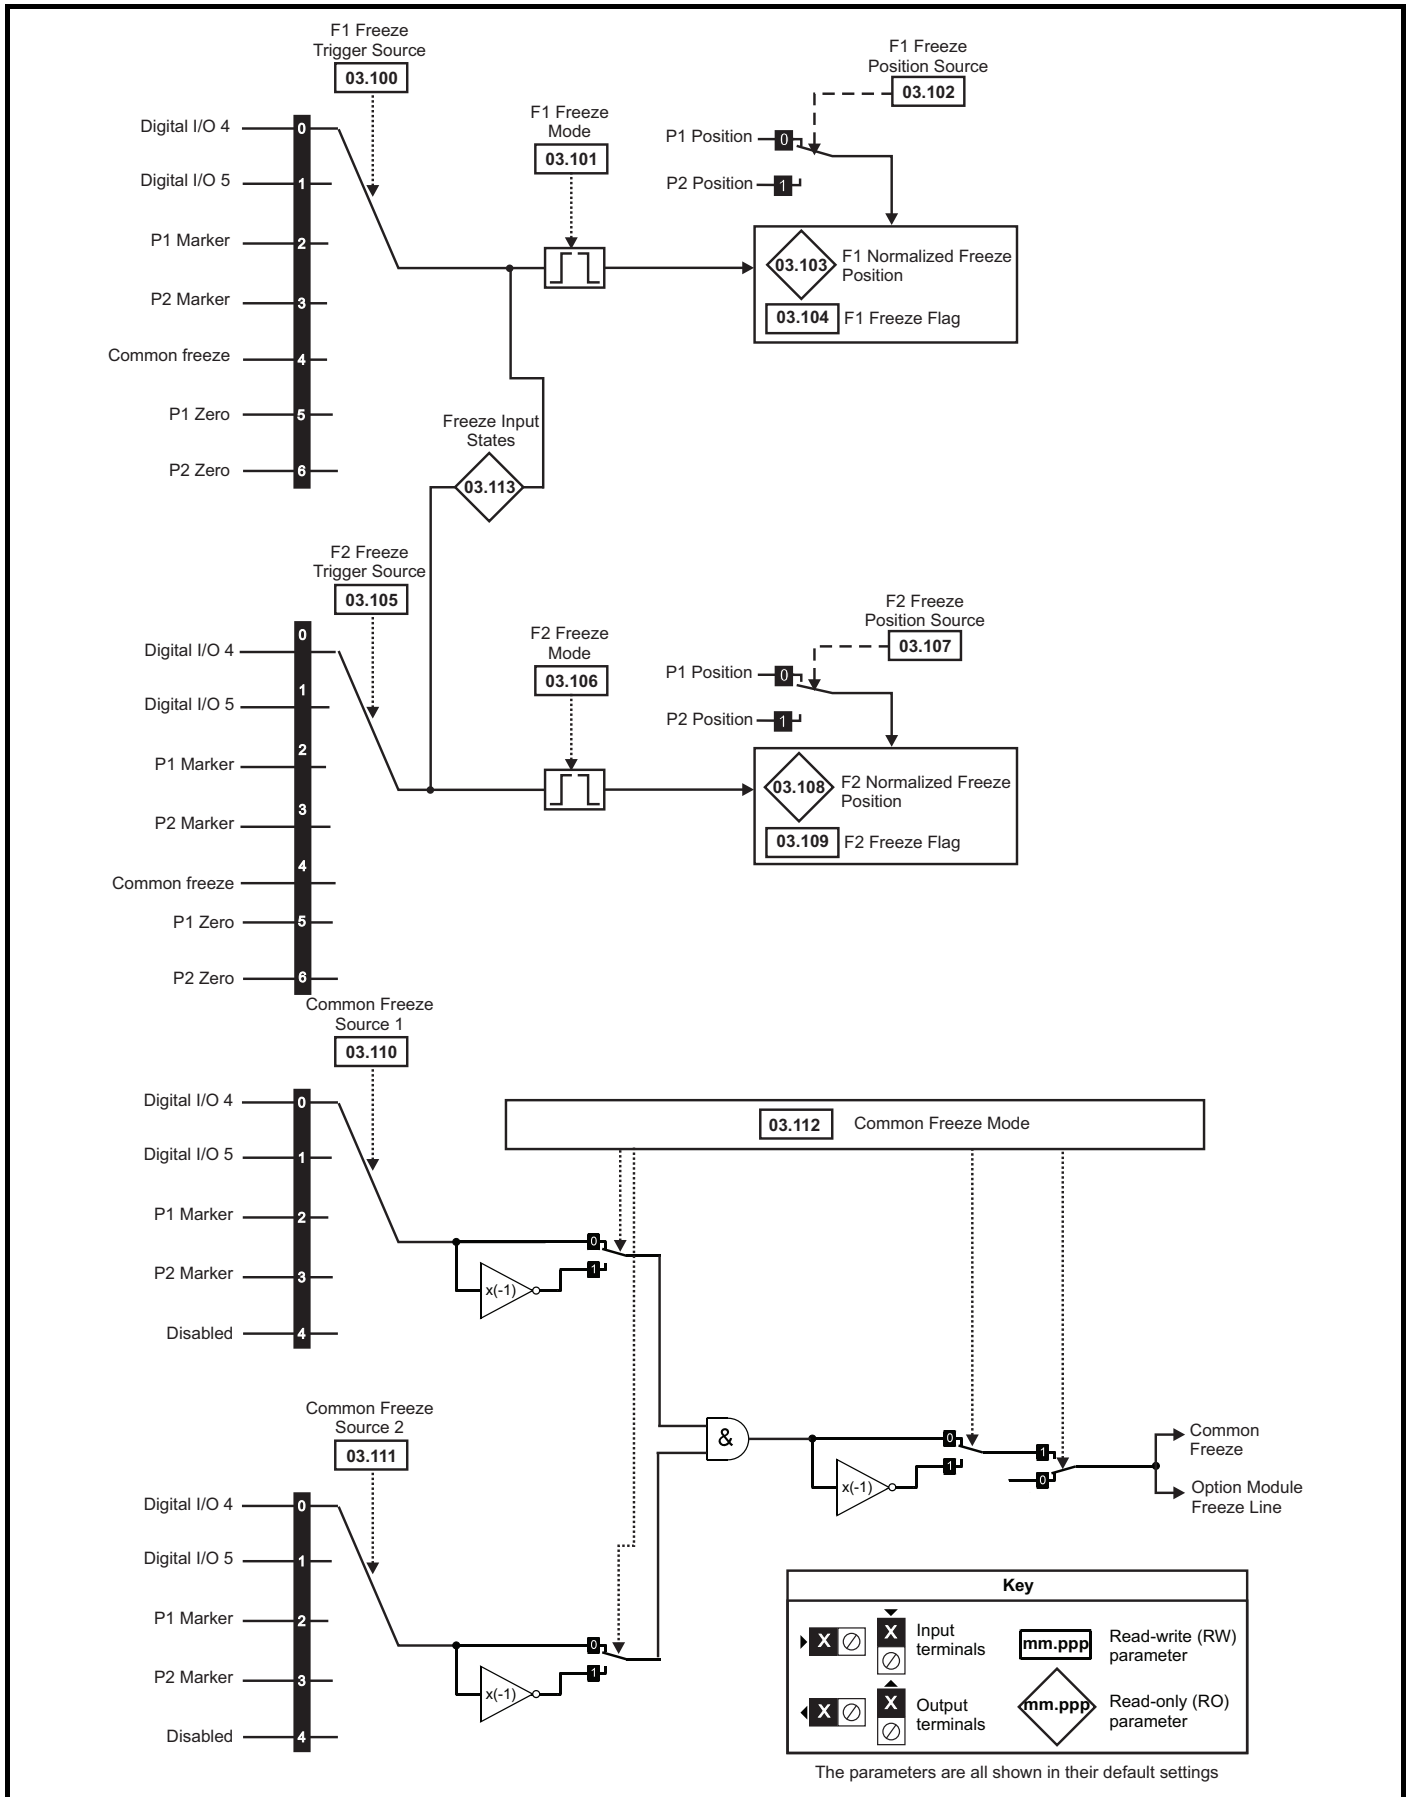 F1 Freeze
Trigger Source
03.100
F1 Freeze
Position Source
03.102
F1 Freeze
Mode
03.101
Digital I/O 4
0
Digital I/O 5
1
P1 Marker
2
P2 Marker
3
Common freeze
4
P1 Zero
5
P2 Zero
6
P1 Position
0
P2 Position
1
03.103
F1 Normalized Freeze
Position
03.104
F1 Freeze Flag
Freeze Input
States
03.113
F2 Freeze
Trigger Source
03.105
F2 Freeze
Mode
03.106
F2 Freeze
Position Source
03.107
Digital I/O 4
0
Digital I/O 5
1
P1 Marker
2
P2 Marker
3
Common freeze
4
P1 Zero
5
P2 Zero
6
P1 Position
0
P2 Position
1
03.108
F2 Normalized Freeze
Position
03.109
F2 Freeze Flag
Common Freeze
Source 1
03.110
Digital I/O 4
0
Digital I/O 5
1
P1 Marker
2
P2 Marker
3
Disabled
4
03.112
Common Freeze Mode
0
1
x(-1)
Common Freeze
Source 2
03.111
Digital I/O 4
0
Digital I/O 5
1
P1 Marker
2
P2 Marker
3
Disabled
4
0
1
x(-1)
&
0
1
x(-1)
1
0
Common
Freeze
Option Module
Freeze Line
Key
X
X
Input
terminals
mm.ppp
Read-write (RW)
parameter
X
X
Output
terminals
mm.ppp
Read-only (RO)
parameter
The parameters are all shown in their default settings